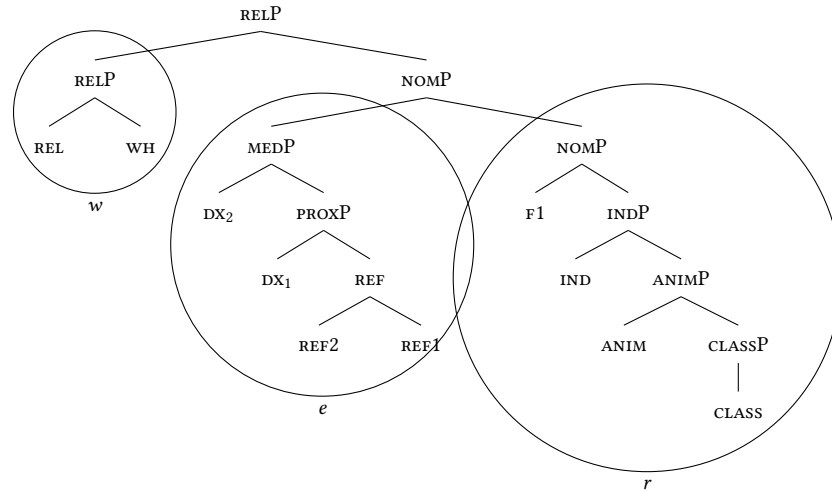 RELP
RELP NOMP
REL WH MEDP NOMP
w DX₂ PROXP F1 INDP
DX₁ REF IND ANIMP
REF2 REF1 ANIM CLASSP
e CLASS
r